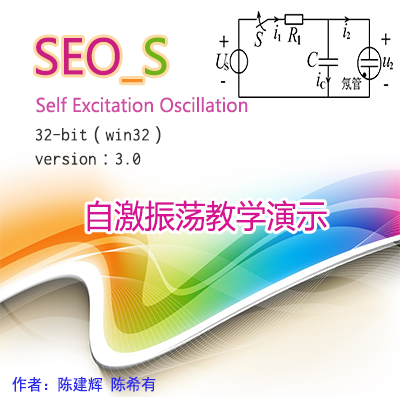 SEO_S
Self Excitation Oscillation
32-bit（win32）
version：3.0
+ S i₁ R₁ i₂ +
Uₛ C u₂
- i_C 氖管 -
自激振荡教学演示
作者：陈建辉 陈希有